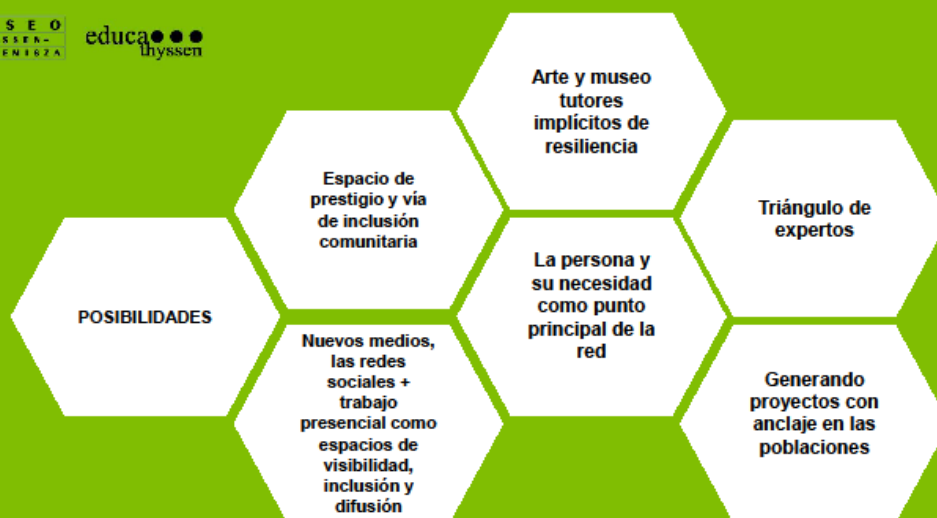 S E O
S S E N -
E N I S Z A
educa
thyssen
Arte y museo
tutores
implícitos de
resiliencia
Espacio de
prestigio y vía
de inclusión
comunitaria
Triángulo de
expertos
La persona y
su necesidad
como punto
principal de la
red
POSIBILIDADES
Nuevos medios,
las redes
sociales +
trabajo
presencial como
espacios de
visibilidad,
inclusión y
difusión
Generando
proyectos con
anclaje en las
poblaciones